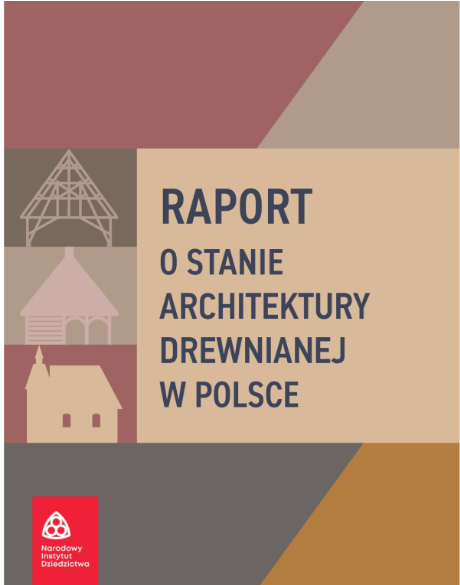 RAPORT
O STANIE
ARCHITEKTURY
DREWNIANEJ
W POLSCE
Narodowy
Instytut
Dziedzictwa